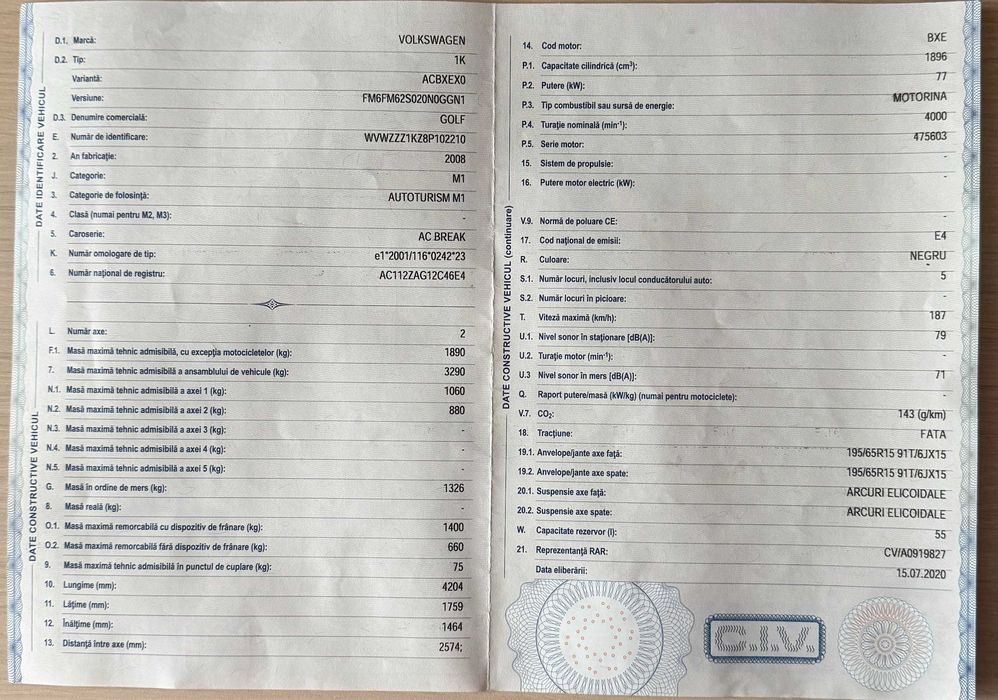 DATE IDENTIFICARE VEHICUL
D.1. Marcă: VOLKSWAGEN
D.2. Tip: 1K
Variantă: ACBXEX0
Versiune: FM6FM62S020N0GGN1
D.3. Denumire comercială: GOLF
E. Număr de identificare: WVWZZZ1KZ8P102210
2. An fabricație: 2008
J. Categorie: M1
3. Categorie de folosință: AUTOTURISM M1
4. Clasă (numai pentru M2, M3): -
5. Caroserie: AC BREAK
K. Număr omologare de tip: e1*2001/116*0242*23
6. Număr național de registru: AC112ZAG12C46E4
DATE CONSTRUCTIVE VEHICUL
L. Număr axe: 2
F.1. Masă maximă tehnic admisibilă, cu excepția motocicletelor (kg): 1890
7. Masă maximă tehnic admisibilă a ansamblului de vehicule (kg): 3290
N.1. Masă maximă tehnic admisibilă a axei 1 (kg): 1060
N.2. Masă maximă tehnic admisibilă a axei 2 (kg): 880
N.3. Masă maximă tehnic admisibilă a axei 3 (kg): -
N.4. Masă maximă tehnic admisibilă a axei 4 (kg): -
N.5. Masă maximă tehnic admisibilă a axei 5 (kg): -
G. Masă în ordine de mers (kg): 1326
8. Masă reală (kg): -
O.1. Masă maximă remorcabilă cu dispozitiv de frânare (kg): 1400
O.2. Masă maximă remorcabilă fără dispozitiv de frânare (kg): 660
9. Masă maximă tehnic admisibilă în punctul de cuplare (kg): 75
10. Lungime (mm): 4204
11. Lățime (mm): 1759
12. Înălțime (mm): 1464
13. Distanță între axe (mm): 2574;
DATE CONSTRUCTIVE VEHICUL (continuare)
14. Cod motor: BXE
P.1. Capacitate cilindrică (cm³): 1896
P.2. Putere (kW): 77
P.3. Tip combustibil sau sursă de energie: MOTORINA
P.4. Turație nominală (min⁻¹): 4000
P.5. Serie motor: 475603
15. Sistem de propulsie: -
16. Putere motor electric (kW): -
V.9. Normă de poluare CE: -
17. Cod național de emisii: E4
R. Culoare: NEGRU
S.1. Număr locuri, inclusiv locul conducătorului auto: 5
S.2. Număr locuri în picioare: -
T. Viteză maximă (km/h): 187
U.1. Nivel sonor în staționare [dB(A)]: 79
U.2. Turație motor (min⁻¹): -
U.3 Nivel sonor în mers [dB(A)]: 71
Q. Raport putere/masă (kW/kg) (numai pentru motociclete): -
V.7. CO₂: 143 (g/km)
18. Tracțiune: FATA
19.1. Anvelope/jante axe față: 195/65R15 91T/6JX15
19.2. Anvelope/jante axe spate: 195/65R15 91T/6JX15
20.1. Suspensie axe față: ARCURI ELICOIDALE
20.2. Suspensie axe spate: ARCURI ELICOIDALE
W. Capacitate rezervor (l): 55
21. Reprezentanță RAR: CV/A0919827
Data eliberării: 15.07.2020
C.I.V.